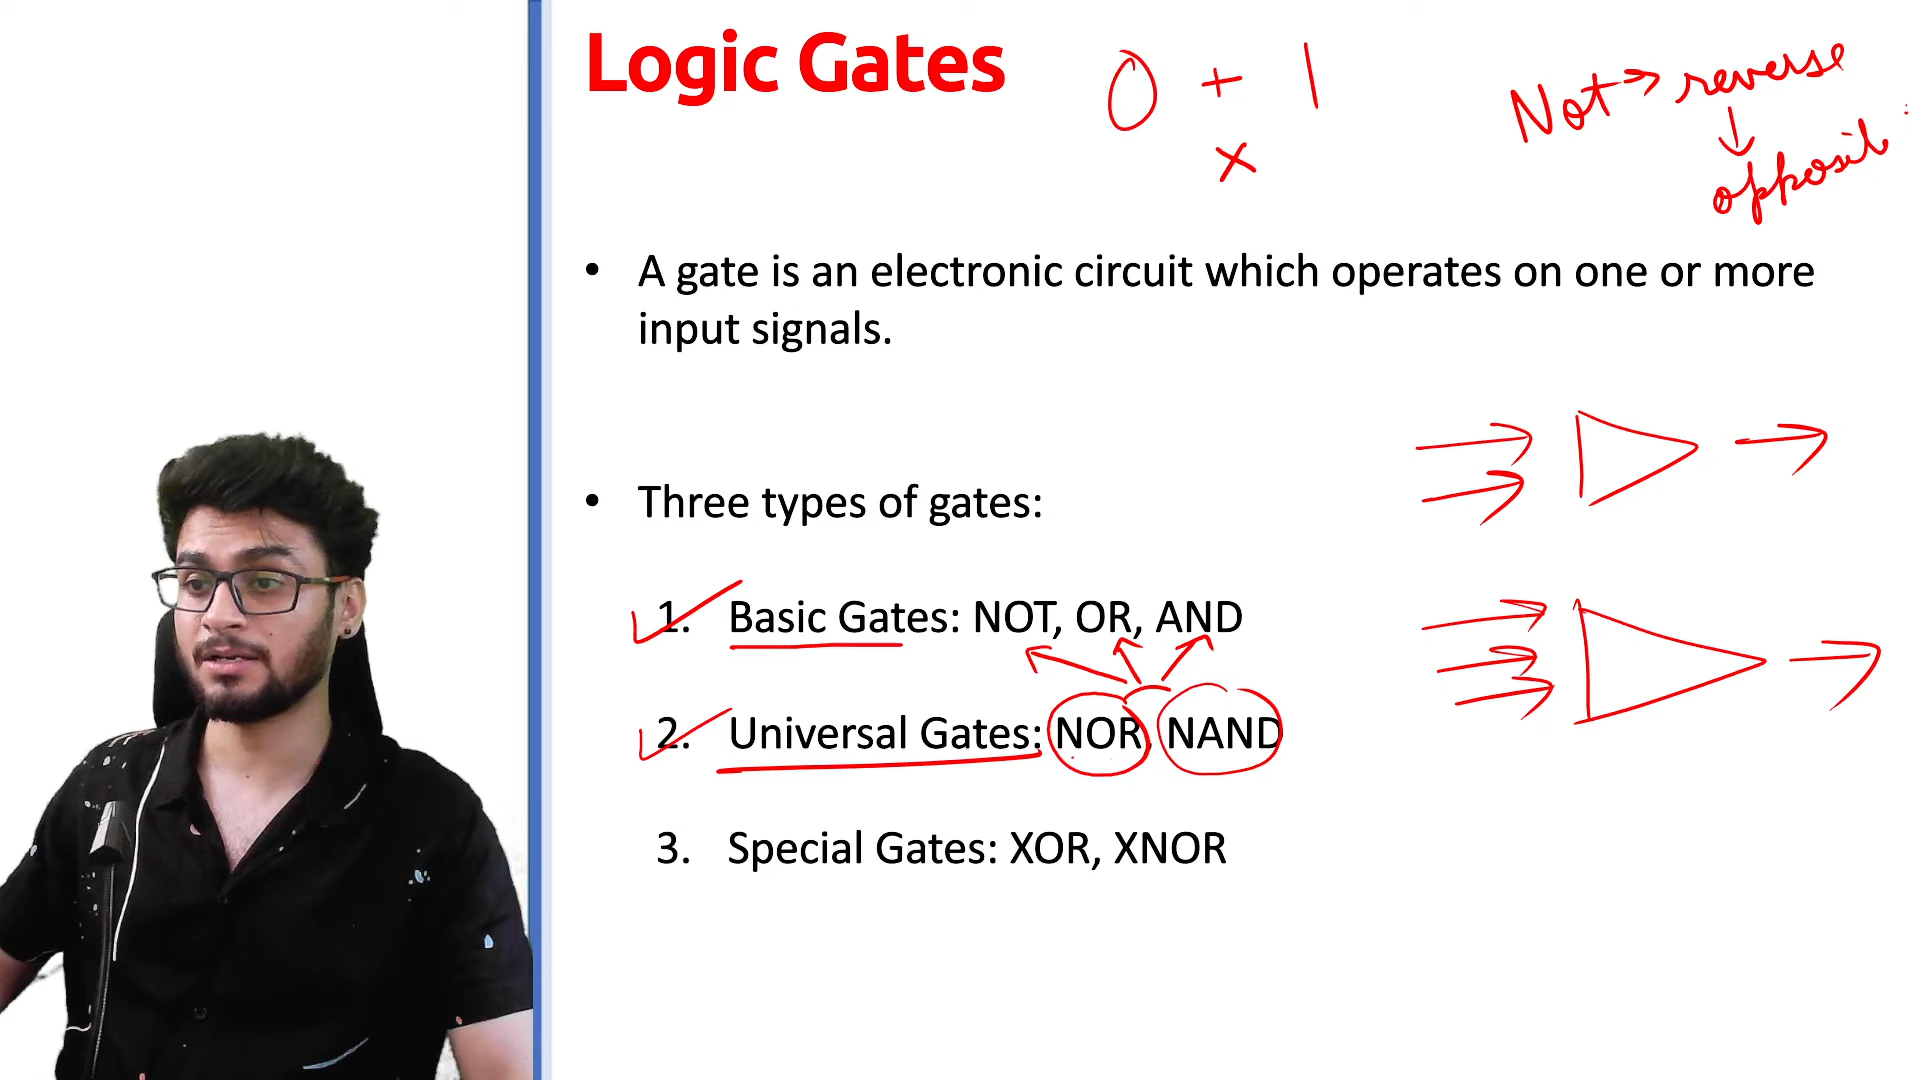 Logic Gates
0 + 1
x
Not → reverse
↓
opposit
• A gate is an electronic circuit which operates on one or more
input signals.
• Three types of gates:
1. Basic Gates: NOT, OR, AND
2. Universal Gates: NOR, NAND
3. Special Gates: XOR, XNOR